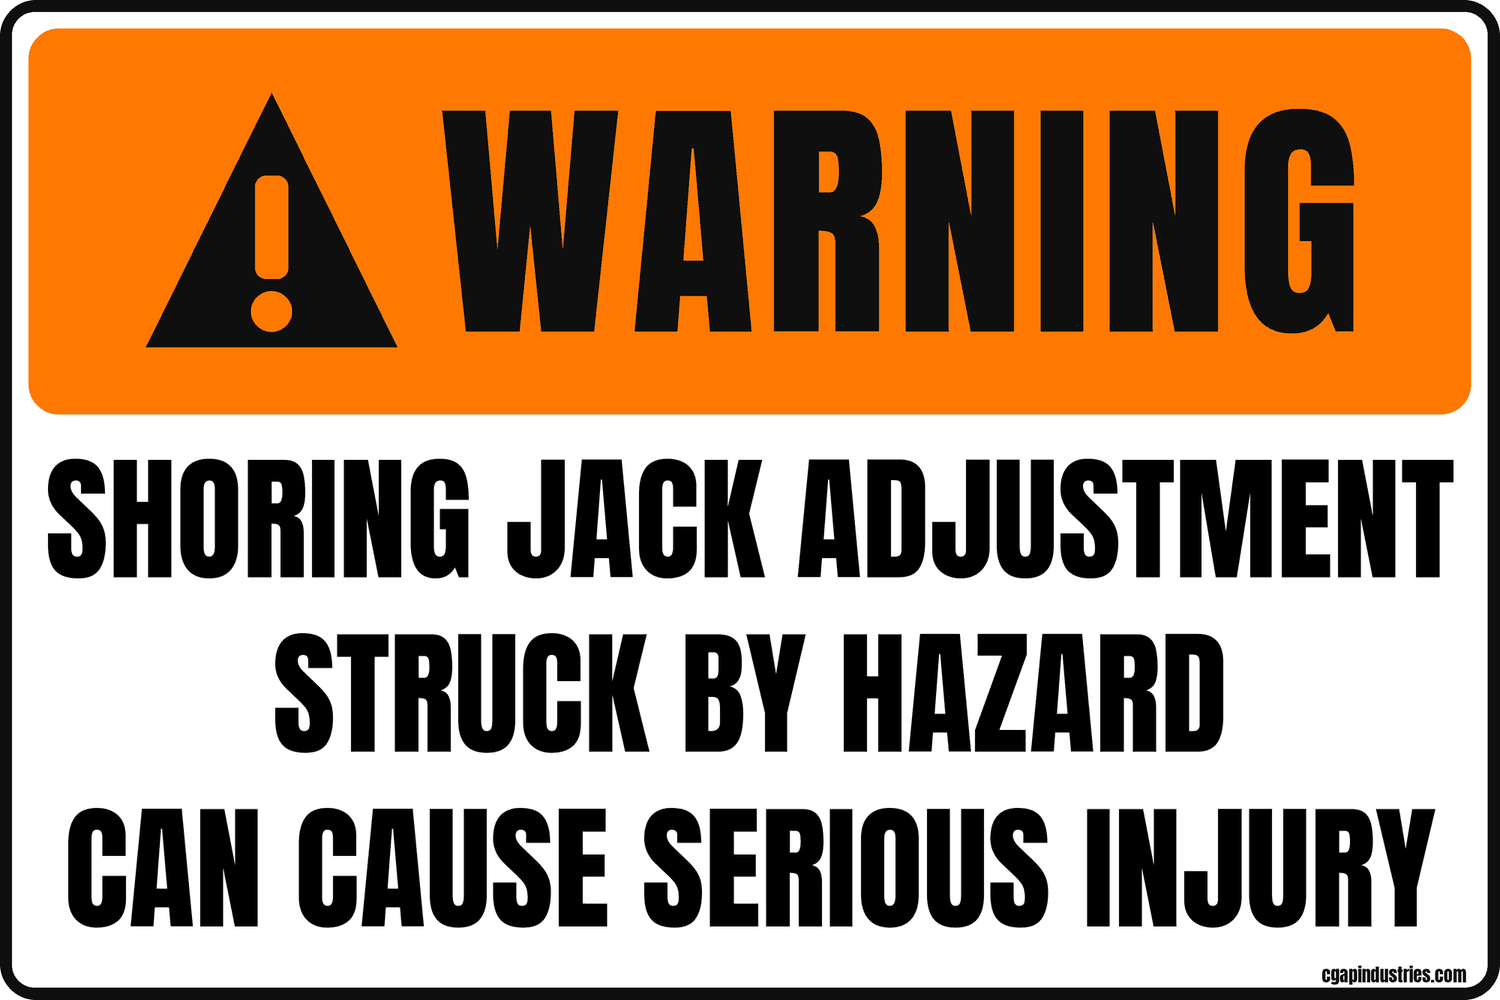 WARNING
SHORING JACK ADJUSTMENT
STRUCK BY HAZARD
CAN CAUSE SERIOUS INJURY
cgapindustries.com